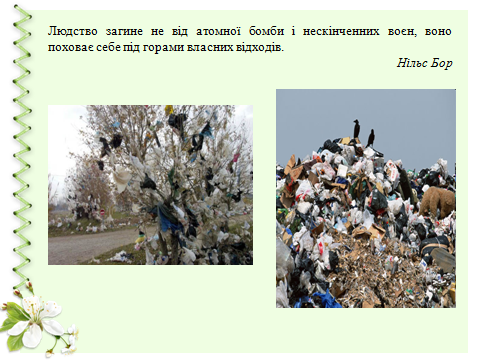 Людство загине не від атомної бомби і нескінченних воєн, воно
поховає себе під горами власних відходів.
Нільс Бор